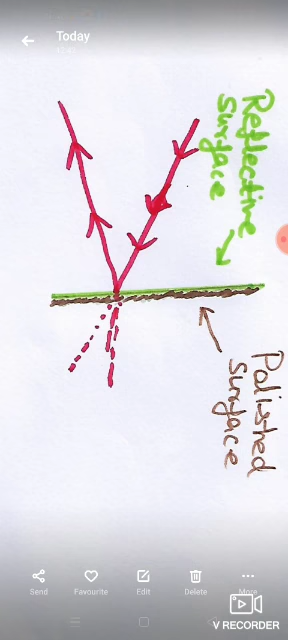 Today
Reflective
Surface
Polished
Surface
Send
Favourite
Edit
Delete
More
V RECORDER